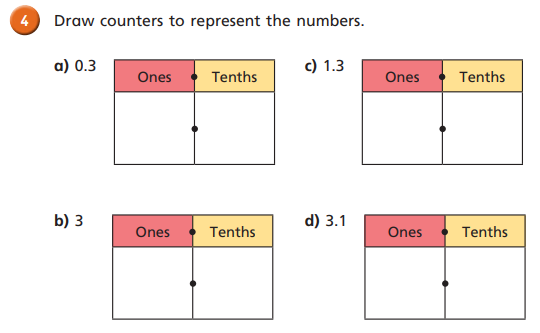 4 Draw counters to represent the numbers.
a) 0.3 Ones Tenths
c) 1.3 Ones Tenths
b) 3 Ones Tenths
d) 3.1 Ones Tenths